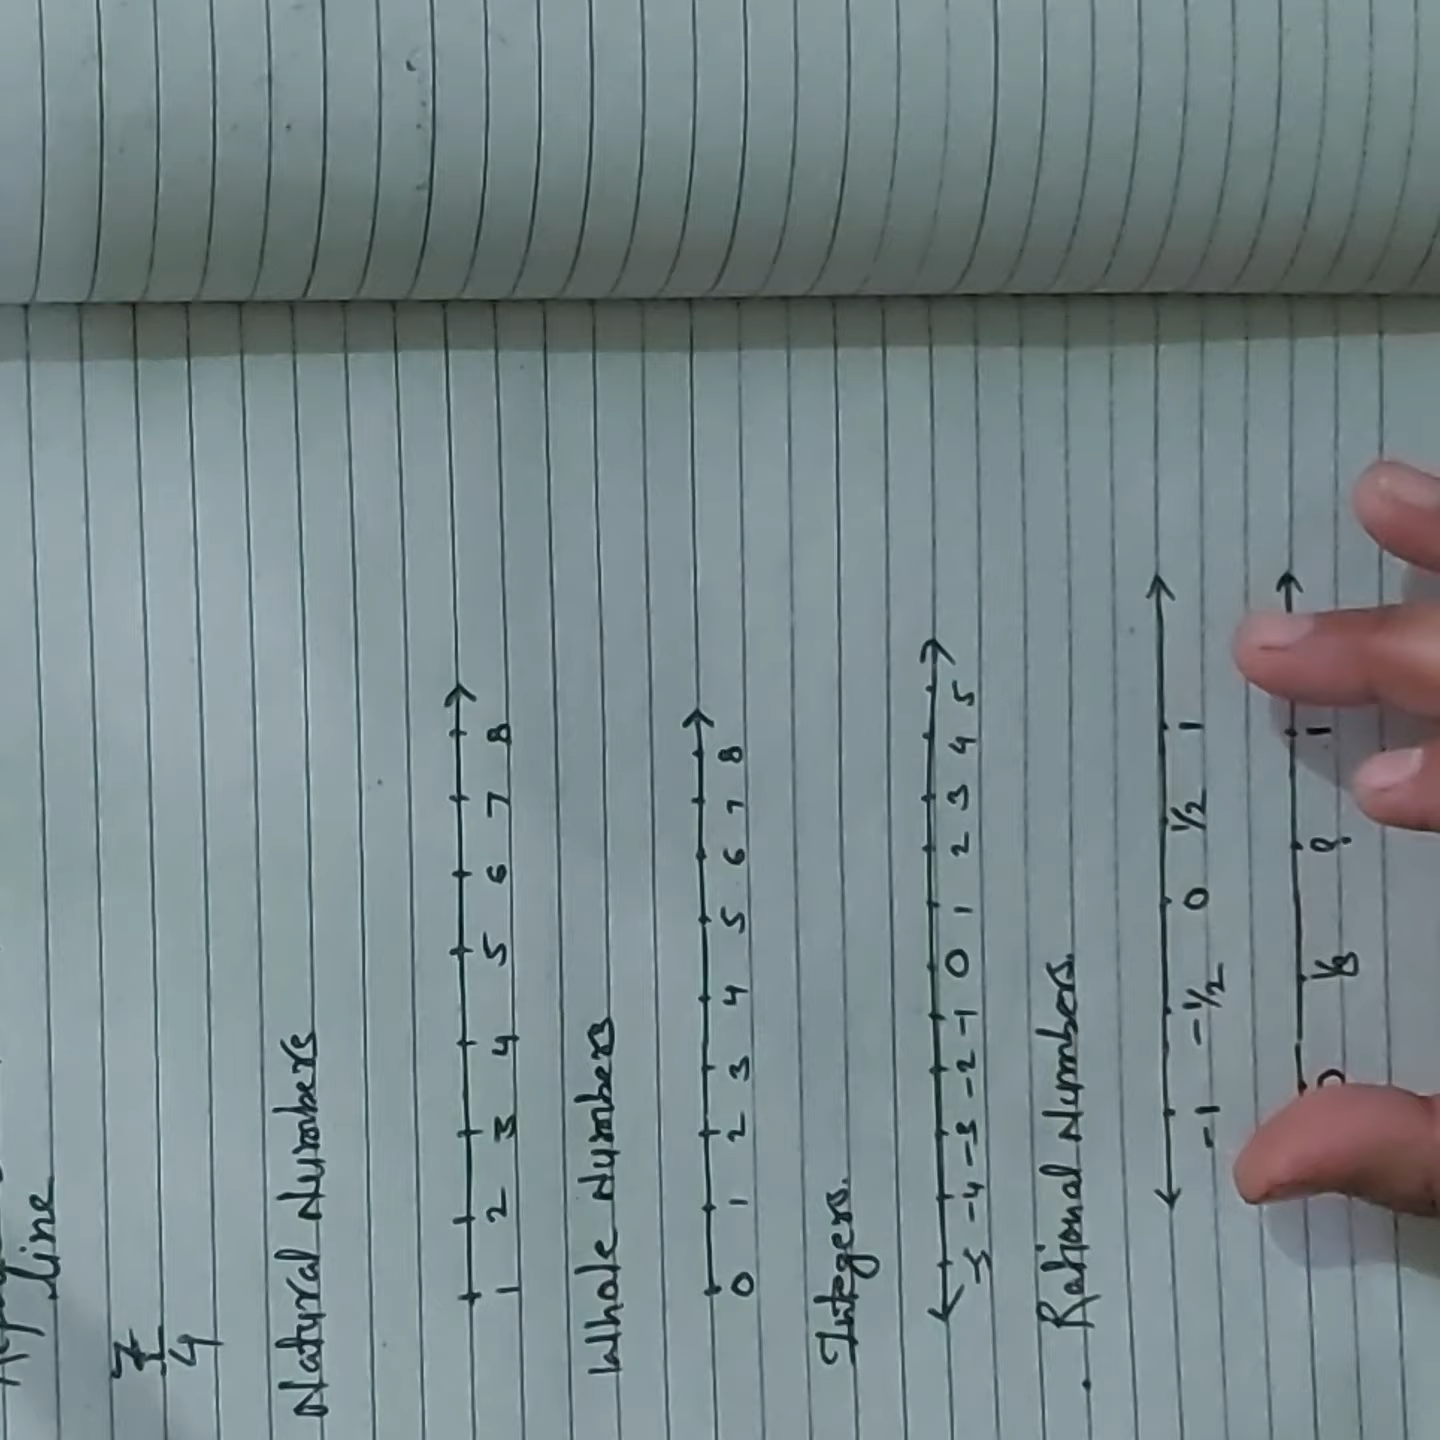 line
7
4
Natural Numbers
1 2 3 4 5 6 7 8
Whole Numbers
0 1 2 3 4 5 6 7 8
Integers.
-5 -4 -3 -2 -1 0 1 2 3 4 5
Rational Numbers.
-1 -1/2 0 1/2 1
1/3 ? 1